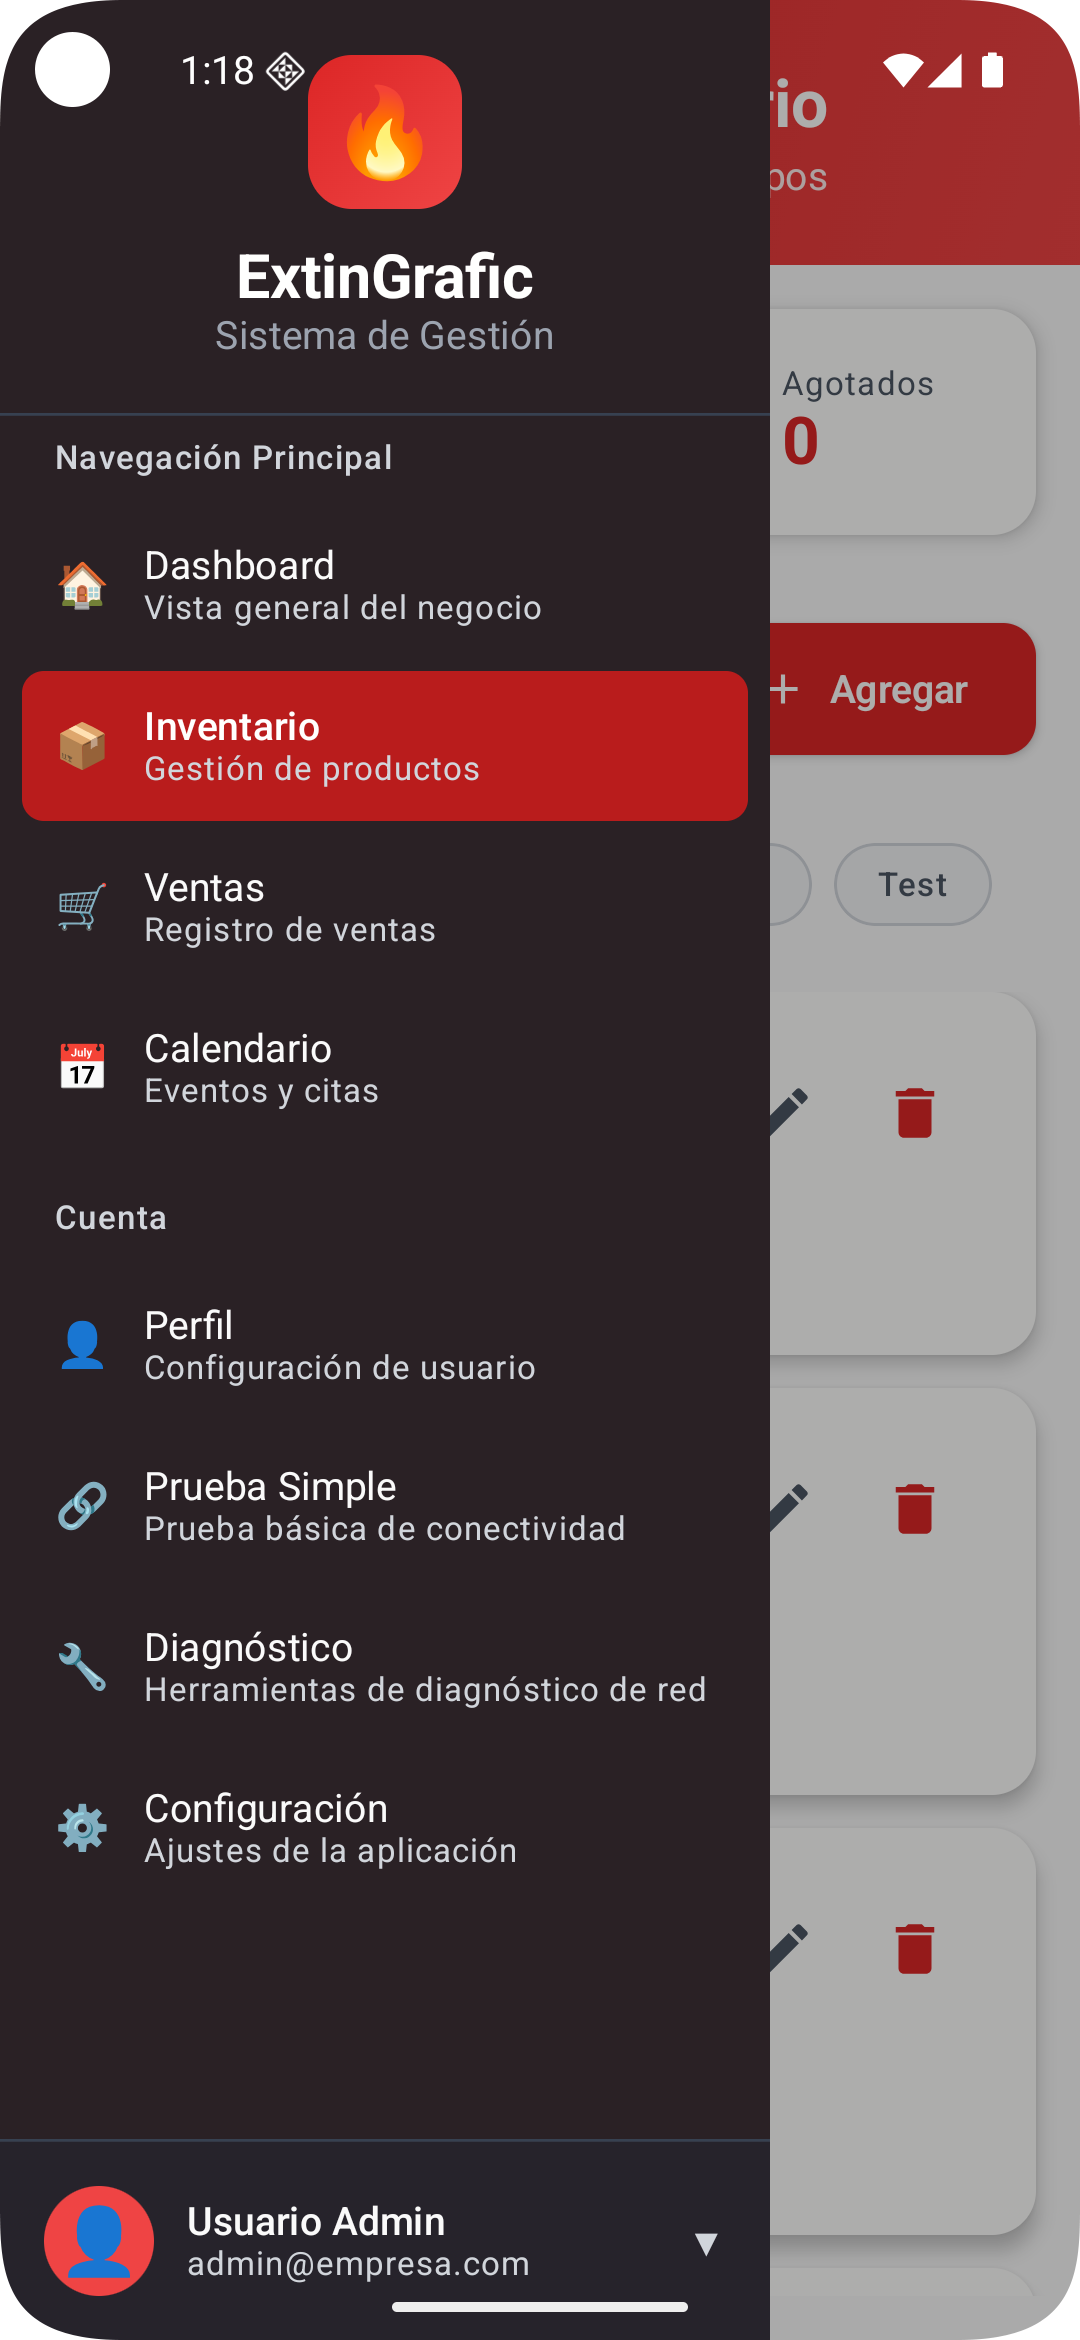 1:18
ExtinGrafic
Sistema de Gestión
Navegación Principal
Dashboard
Vista general del negocio
Inventario
Gestión de productos
Ventas
Registro de ventas
July
17
Calendario
Eventos y citas
Cuenta
Perfil
Configuración de usuario
Prueba Simple
Prueba básica de conectividad
Diagnóstico
Herramientas de diagnóstico de red
Configuración
Ajustes de la aplicación
Usuario Admin
admin@empresa.com
Agotados
0
+ Agregar
Test